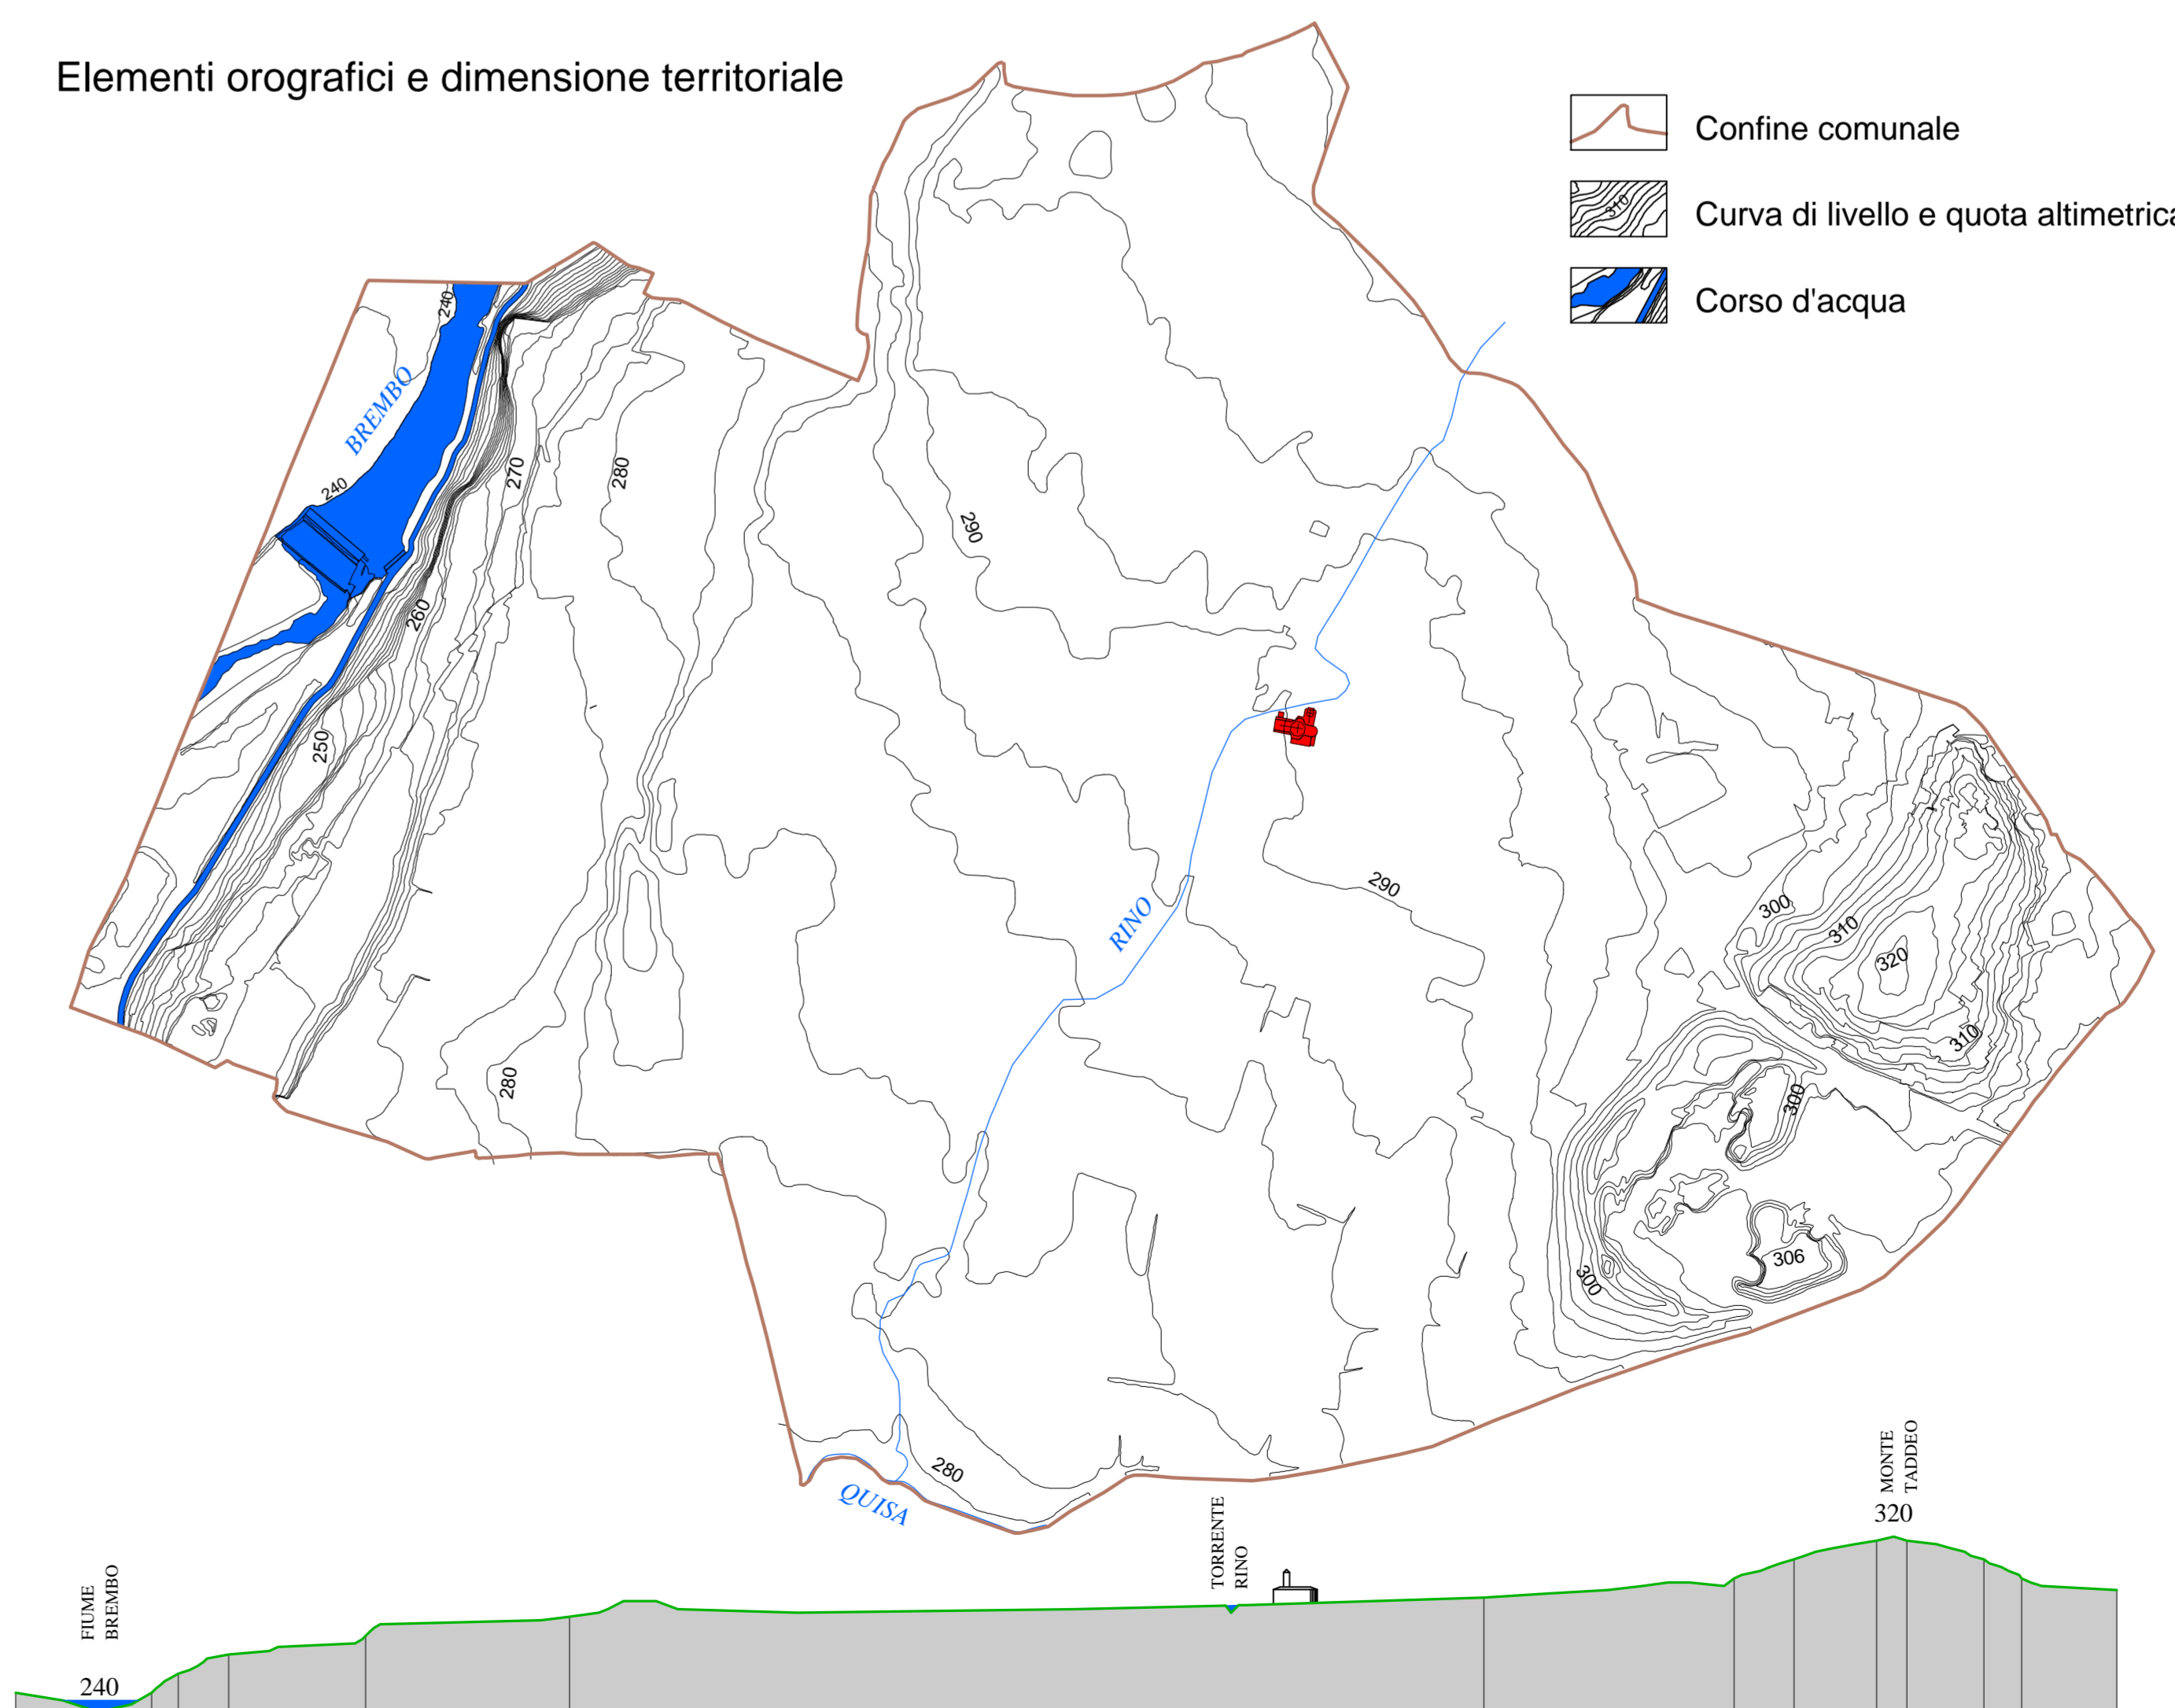 Elementi orografici e dimensione territoriale
Confine comunale
310
Curva di livello e quota altimetrica
Corso d'acqua
240
BREMBO
240
270
280
290
260
250
290
RINO
300
310
320
310
300
280
306
300
280
QUISA
MONTE
TADDEO
320
TORRENTE
RINO
FIUME
BREMBO
240